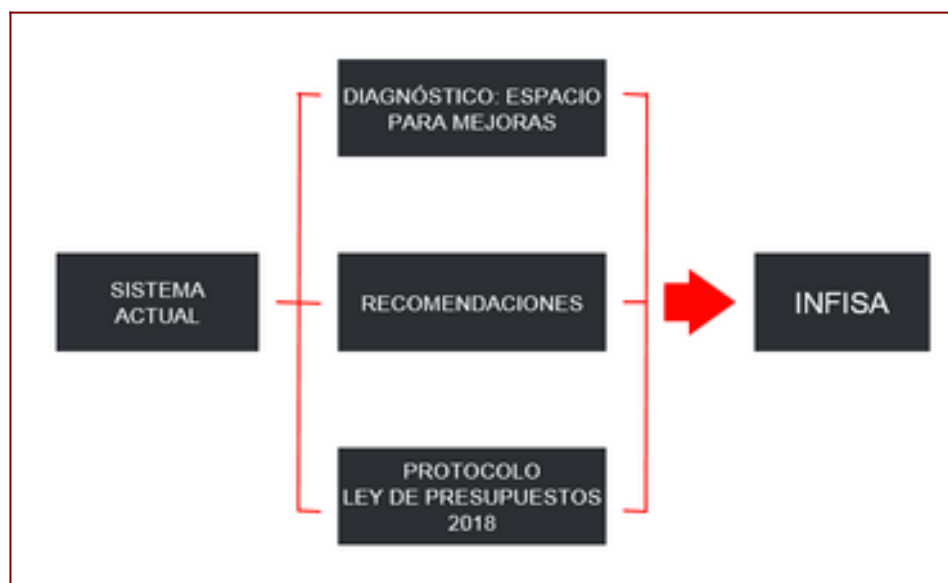 DIAGNÓSTICO: ESPACIO
PARA MEJORAS
SISTEMA
ACTUAL
RECOMENDACIONES
INFISA
PROTOCOLO
LEY DE PRESUPUESTOS
2018